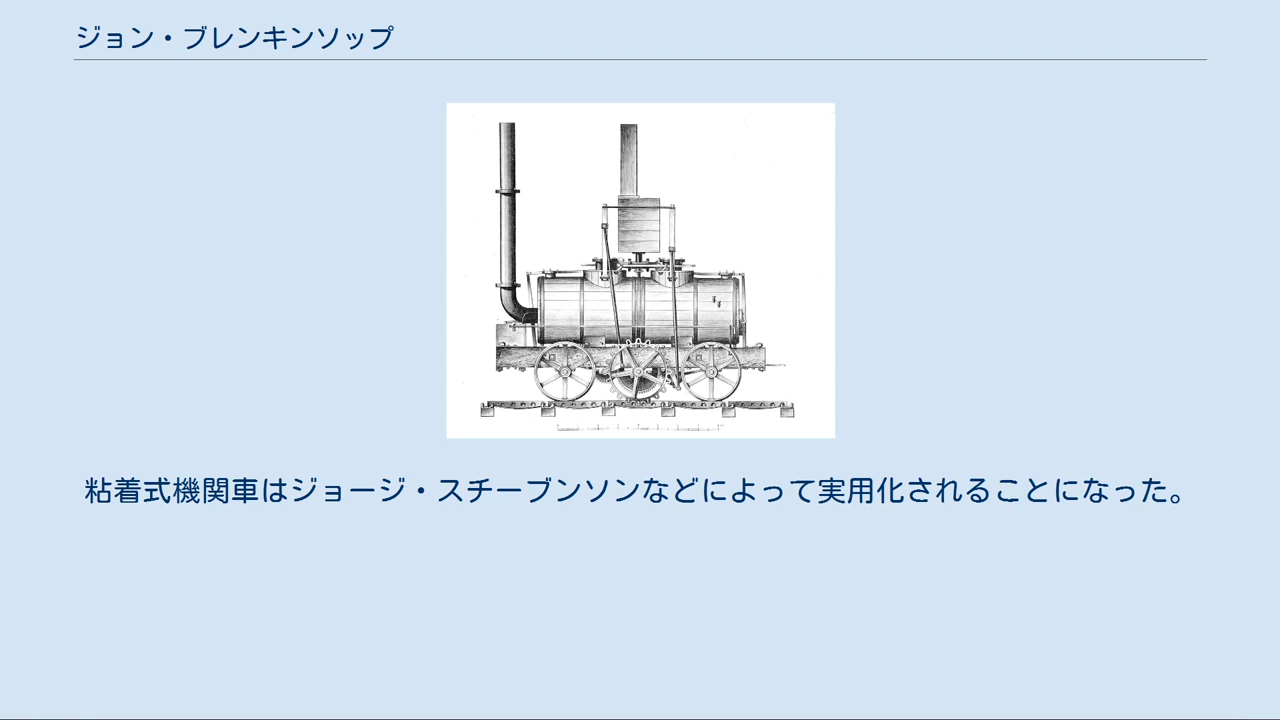 ジョン・ブレンキンソップ
粘着式機関車はジョージ・スチーブンソンなどによって実用化されることになった。